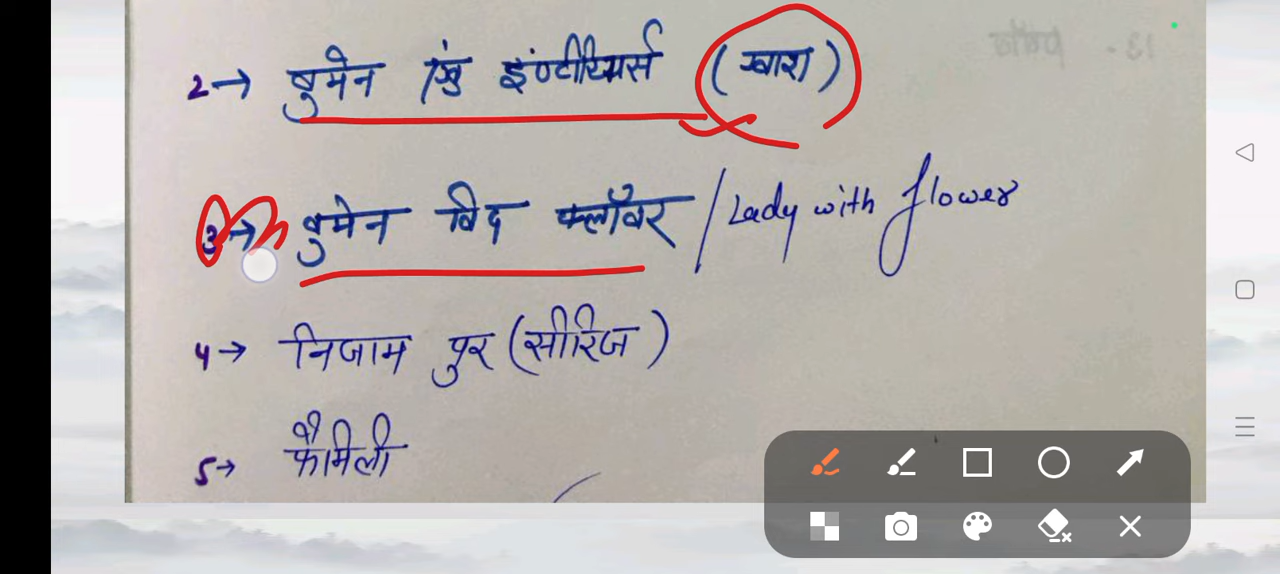 2→ वुमेन इंटीरियर्स (खाश)
3→ वुमेन विद फ्लॉवर / Lady with flower
4→ निजाम पुर (सीरिज)
5→ फैमिली